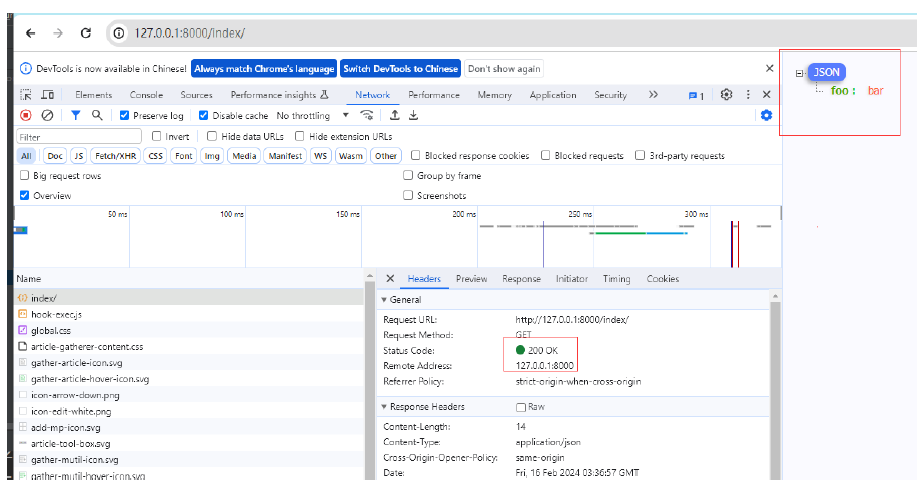 127.0.0.1:8000/index/
DevTools is now available in Chinese! Always match Chrome's language Switch DevTools to Chinese Don't show again
JSON
foo : bar
Elements Console Sources Performance insights Network Performance Memory Application Security 1
Preserve log Disable cache No throttling
Filter Invert Hide data URLs Hide extension URLs
All Doc JS Fetch/XHR CSS Font Img Media Manifest WS Wasm Other Blocked response cookies Blocked requests 3rd-party requests
Big request rows Group by frame
Overview Screenshots
50 ms 100 ms 150 ms 200 ms 250 ms 300 ms
Name Headers Preview Response Initiator Timing Cookies
index/ General
hook-exec.js Request URL: http://127.0.0.1:8000/index/
global.css Request Method: GET
article-gatherer-content.css Status Code: 200 OK
gather-article-icon.svg Remote Address: 127.0.0.1:8000
gather-article-hover-icon.svg Referrer Policy: strict-origin-when-cross-origin
icon-arrow-down.png
icon-edit-white.png Response Headers Raw
add-mp-icon.svg Content-Length: 14
article-tool-box.svg Content-Type: application/json
gather-mutil-icon.svg Cross-Origin-Opener-Policy: same-origin
gather-mutil-hover-icon.svg Date: Fri, 16 Feb 2024 03:36:57 GMT